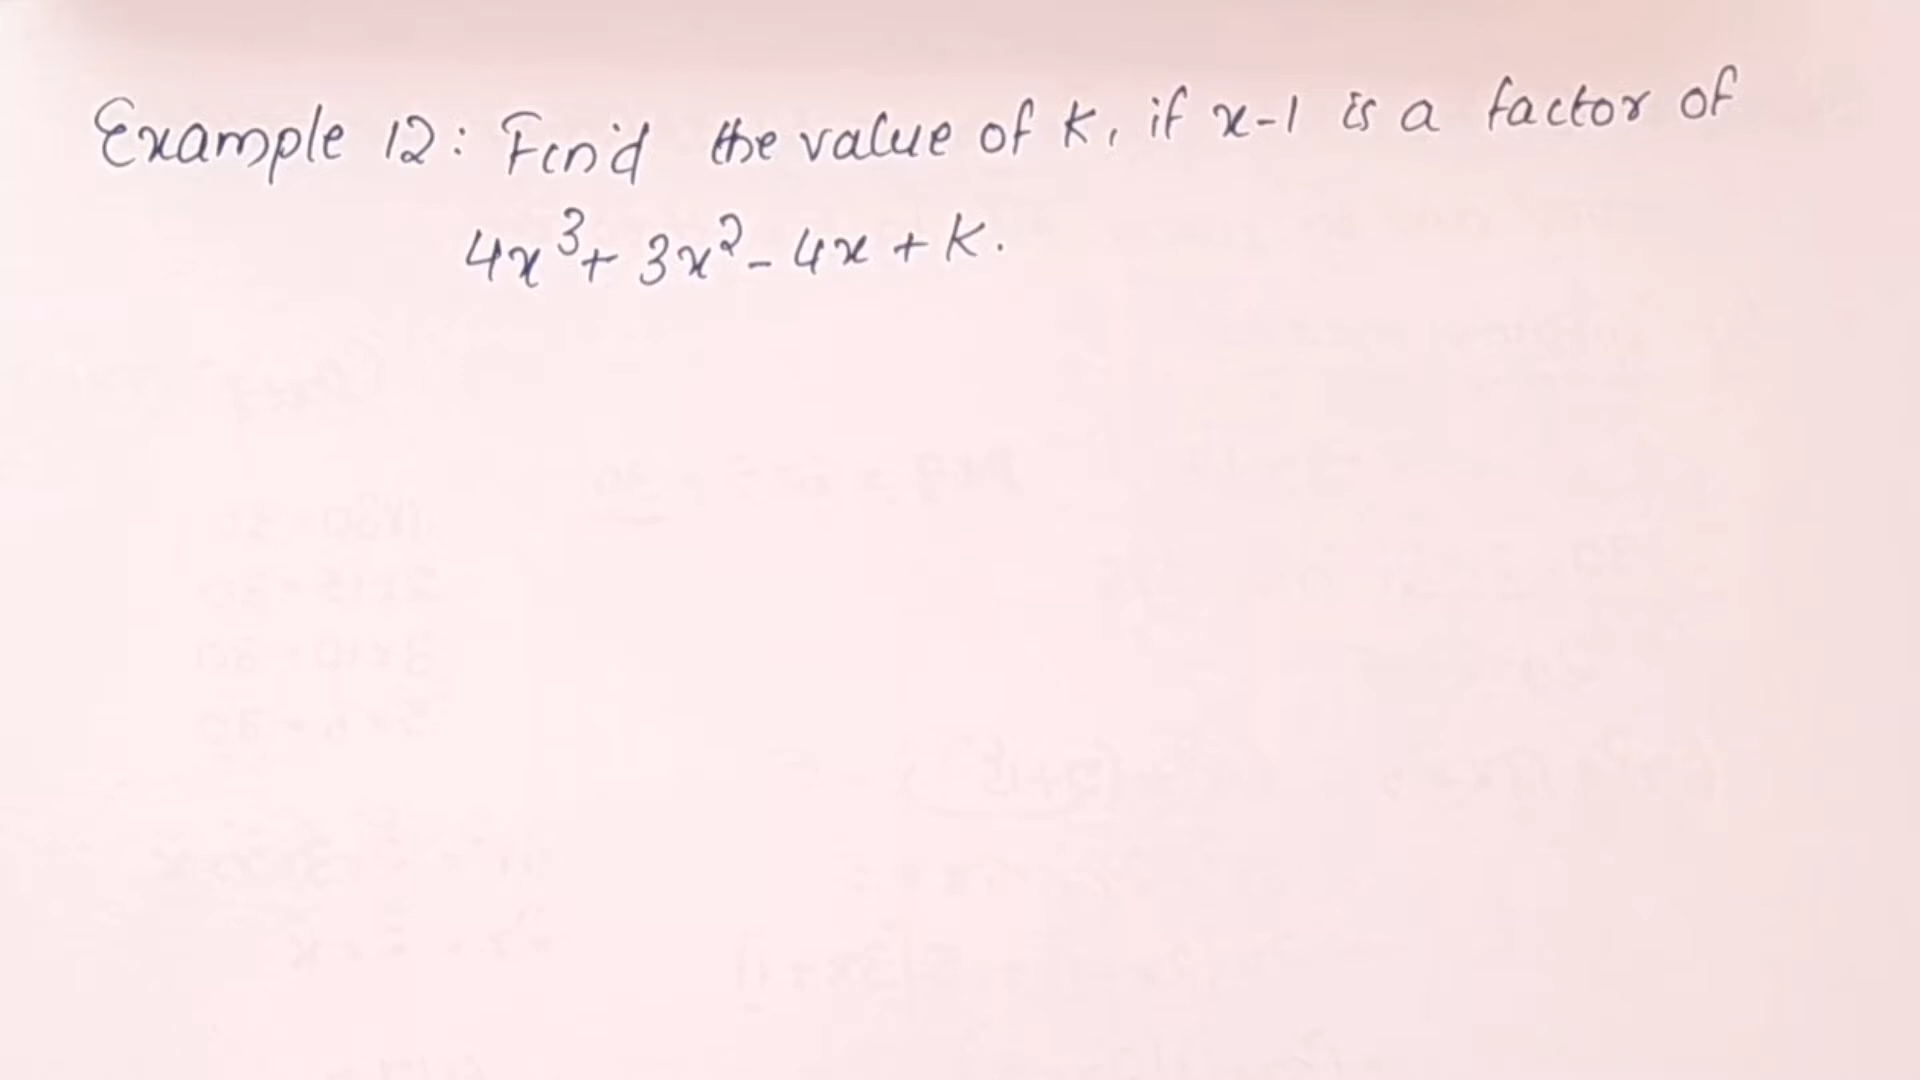 Example 12: Find the value of k, if x-1 is a factor of
4x³ + 3x² - 4x + k.